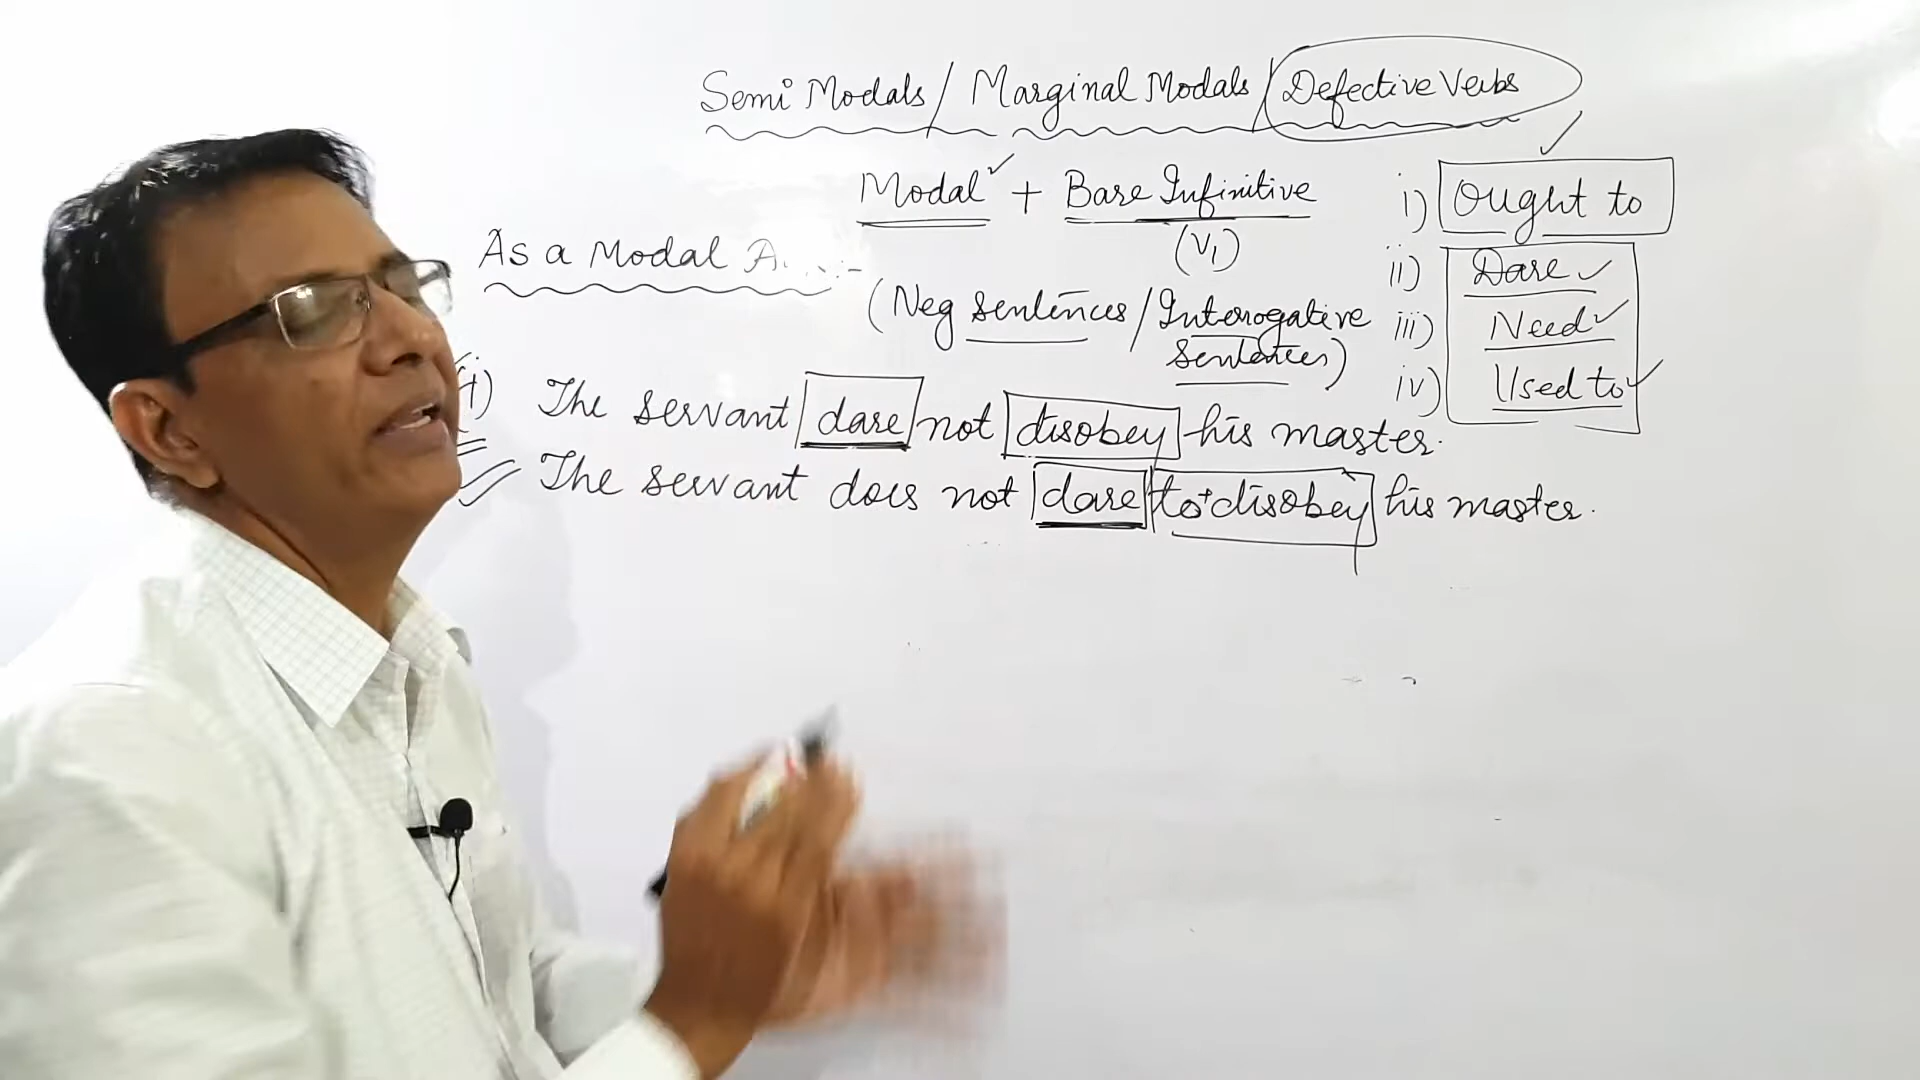 Semi Modals / Marginal Modals / Defective Verbs
Modal ✓ + Bare Infinitive
(V₁)
i) Ought to
ii) Dare ✓
iii) Need ✓
iv) Used to ✓
As a Modal
(Neg sentences / Interrogative
sentences)
The servant dare not disobey his master.
The servant does not dare to + disobey his master.